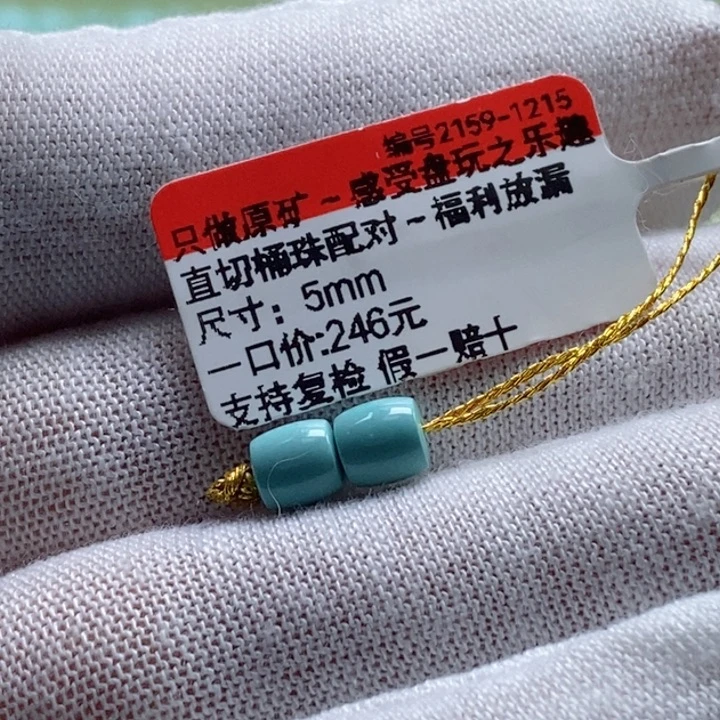 编号2159-1215
只做原矿~感受盘玩之乐趣
直切桶珠配对~福利放漏
尺寸：5mm
一口价:246元
支持复检 假一赔十